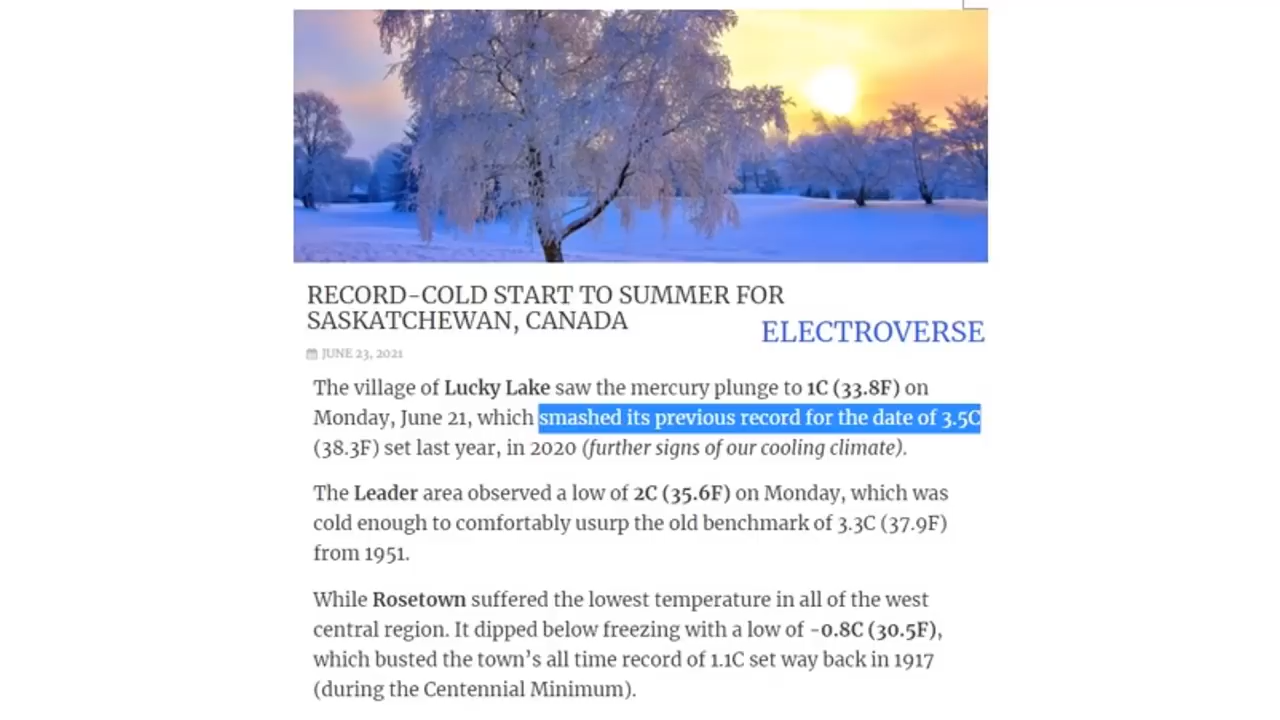 RECORD-COLD START TO SUMMER FOR
SASKATCHEWAN, CANADA
ELECTROVERSE
JUNE 23, 2021
The village of Lucky Lake saw the mercury plunge to 1C (33.8F) on
Monday, June 21, which smashed its previous record for the date of 3.5C
(38.3F) set last year, in 2020 (further signs of our cooling climate).
The Leader area observed a low of 2C (35.6F) on Monday, which was
cold enough to comfortably usurp the old benchmark of 3.3C (37.9F)
from 1951.
While Rosetown suffered the lowest temperature in all of the west
central region. It dipped below freezing with a low of -0.8C (30.5F),
which busted the town's all time record of 1.1C set way back in 1917
(during the Centennial Minimum).